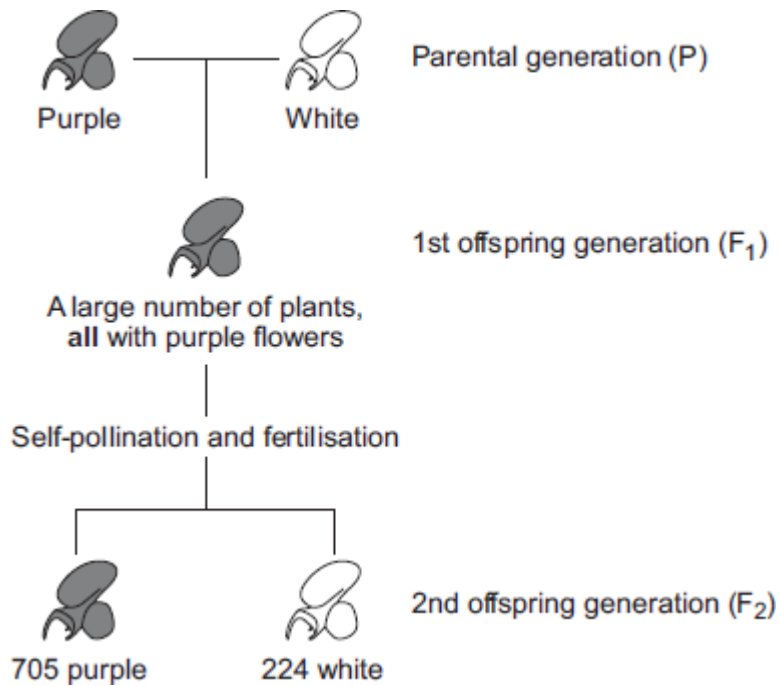 Purple
White
Parental generation (P)
1st offspring generation (F₁)
A large number of plants,
all with purple flowers
Self-pollination and fertilisation
2nd offspring generation (F₂)
705 purple
224 white